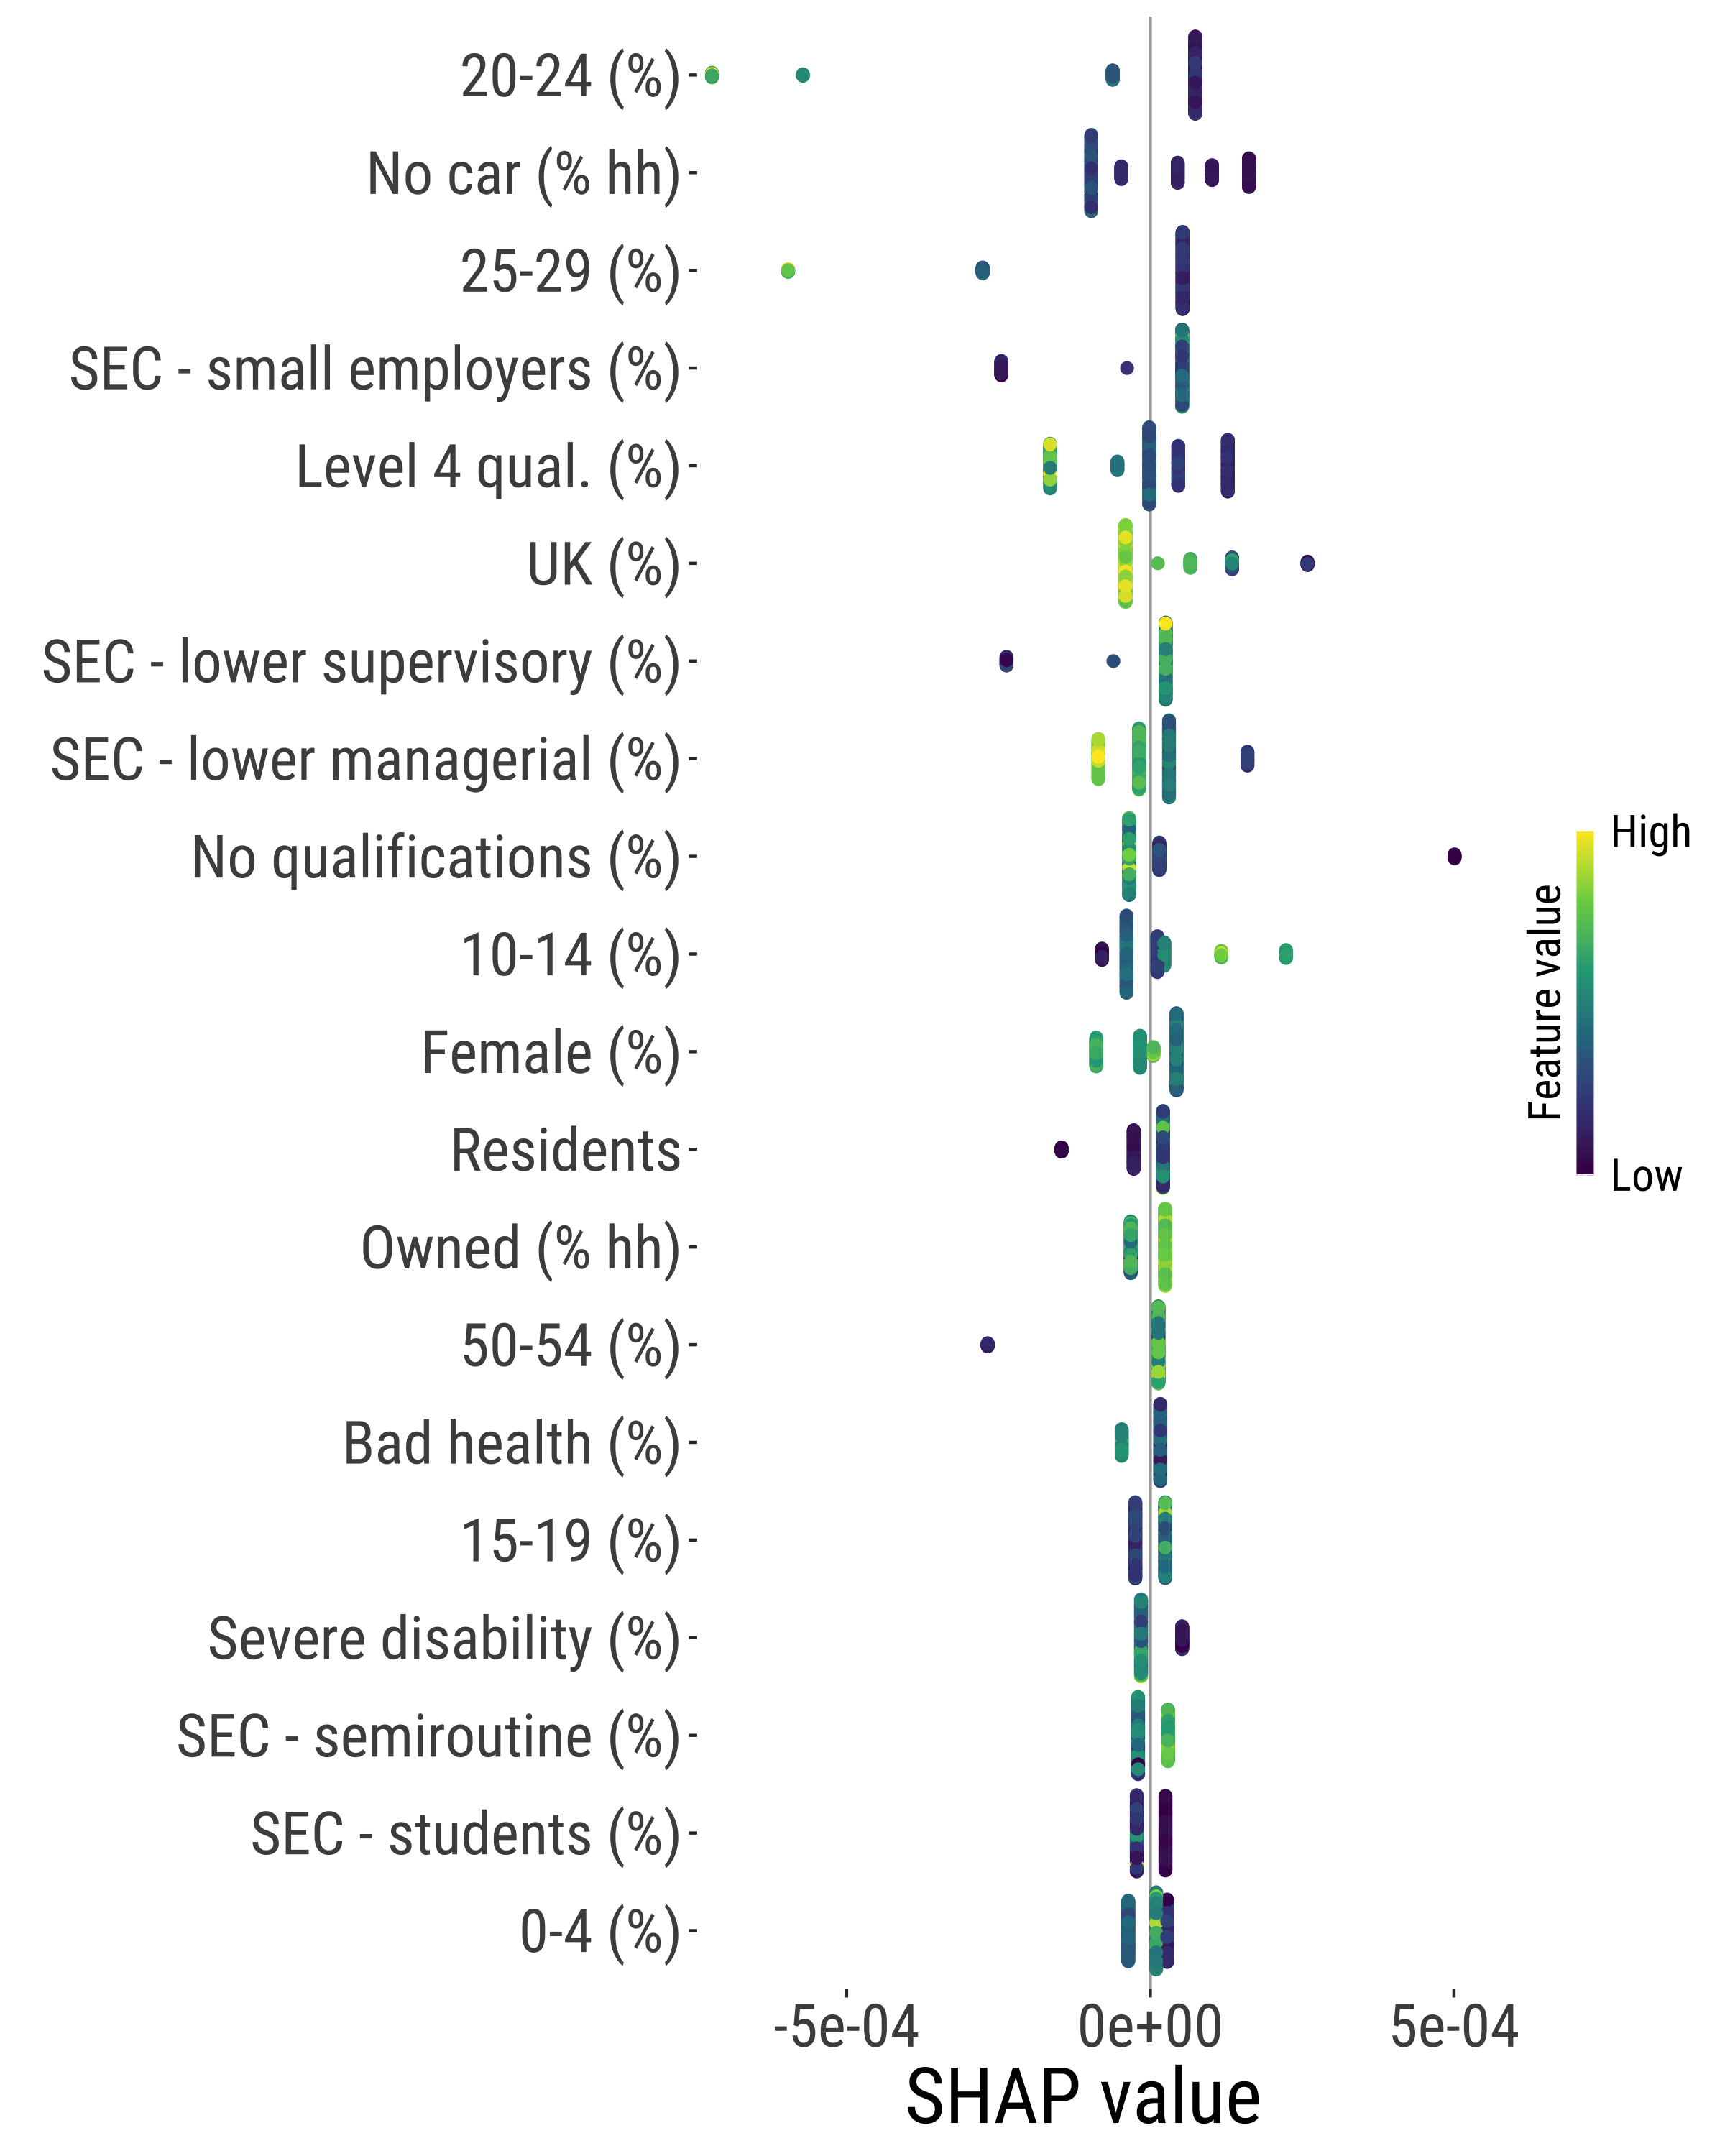 20-24 (%)
No car (% hh)
25-29 (%)
SEC - small employers (%)
Level 4 qual. (%)
UK (%)
SEC - lower supervisory (%)
SEC - lower managerial (%)
No qualifications (%)
10-14 (%)
Female (%)
Residents
Owned (% hh)
50-54 (%)
Bad health (%)
15-19 (%)
Severe disability (%)
SEC - semiroutine (%)
SEC - students (%)
0-4 (%)
-5e-04 0e+00 5e-04
SHAP value
Feature value
High
Low